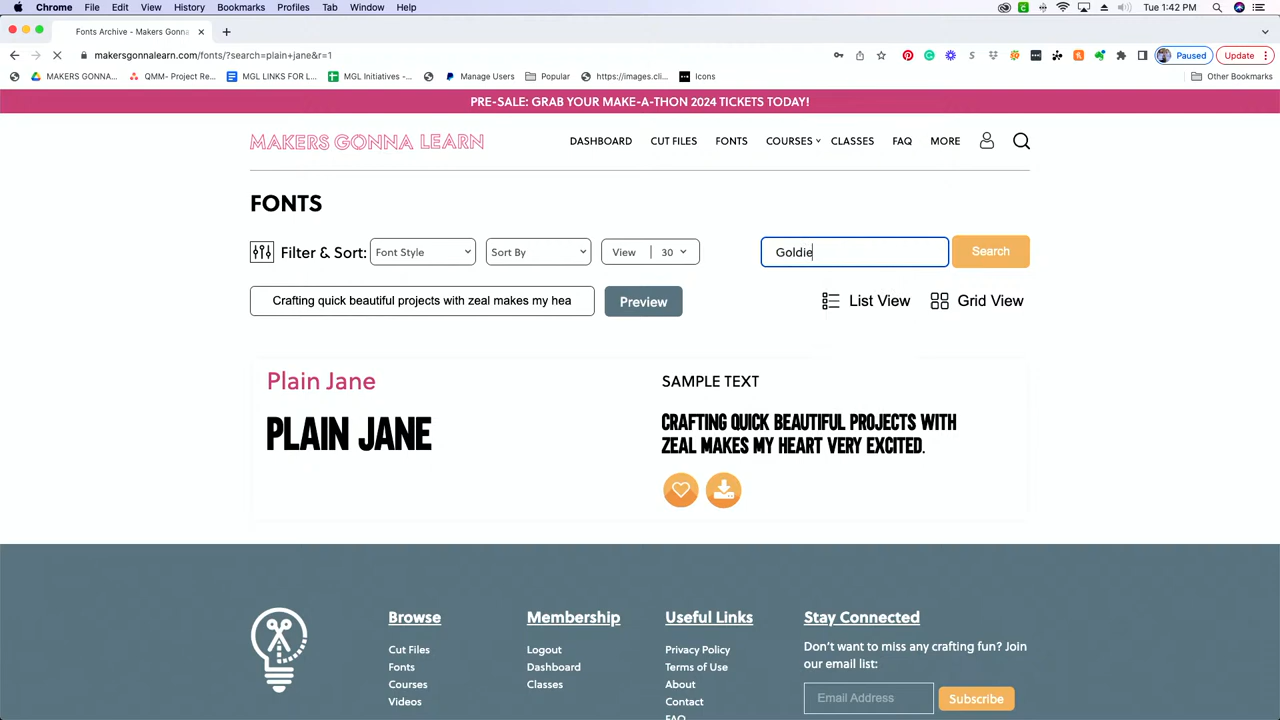 Chrome File Edit View History Bookmarks Profiles Tab Window Help Tue 1:42 PM
Fonts Archive - Makers Gonna
makersgonnalearn.com/fonts/?search=plain+jane&r=1 Paused Update
MAKERS GONNA... QMM- Project Re... MGL LINKS FOR L... MGL Initiatives -... Manage Users Popular https://images.cli... Icons Other Bookmarks
PRE-SALE: GRAB YOUR MAKE-A-THON 2024 TICKETS TODAY!
MAKERS GONNA LEARN DASHBOARD CUT FILES FONTS COURSES CLASSES FAQ MORE
FONTS
Filter & Sort: Font Style Sort By View | 30 Goldie Search
Crafting quick beautiful projects with zeal makes my hea Preview List View Grid View
Plain Jane
PLAIN JANE
SAMPLE TEXT
CRAFTING QUICK BEAUTIFUL PROJECTS WITH
ZEAL MAKES MY HEART VERY EXCITED.
Browse
Cut Files
Fonts
Courses
Videos
Membership
Logout
Dashboard
Classes
Useful Links
Privacy Policy
Terms of Use
About
Contact
FAQ
Stay Connected
Don't want to miss any crafting fun? Join
our email list:
Email Address Subscribe